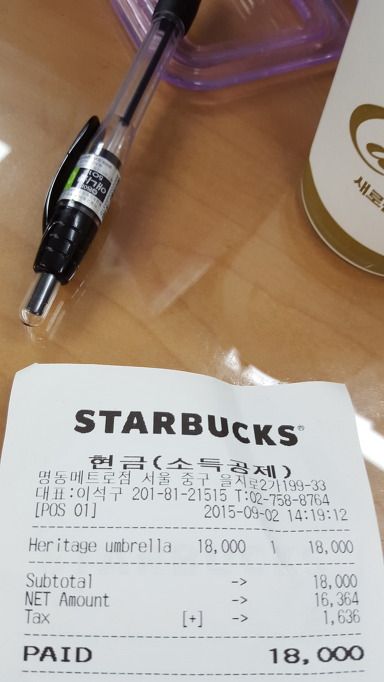 새로
STARBUCKS
현금(소득공제)
명동메트로점 서울 중구 을지로2가199-33
대표:이석구 201-81-21515 T:02-758-8764
[POS 01] 2015-09-02 14:19:12
Heritage umbrella 18,000 1 18,000
Subtotal -> 18,000
NET Amount -> 16,364
Tax [+] -> 1,636
PAID 18,000